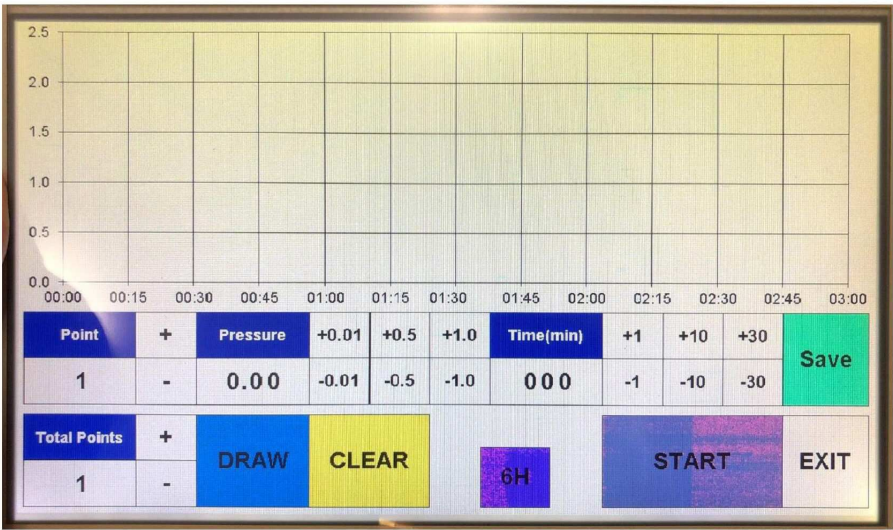 2.5
2.0
1.5
1.0
0.5
0.0
00:00 00:15 00:30 00:45 01:00 01:15 01:30 01:45 02:00 02:15 02:30 02:45 03:00
Point + Pressure +0.01 +0.5 +1.0 Time(min) +1 +10 +30 Save
1 - 0.00 -0.01 -0.5 -1.0 000 -1 -10 -30
Total Points + DRAW CLEAR 6H START EXIT
1 -